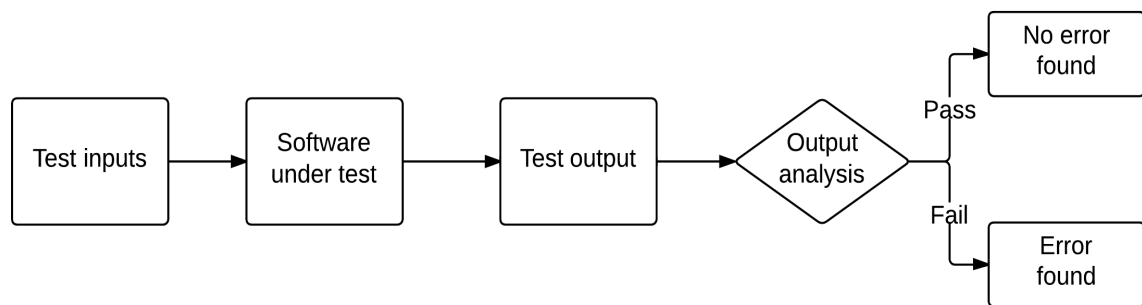 Test inputs
Software
under test
Test output
Output
analysis
Pass
No error
found
Fail
Error
found